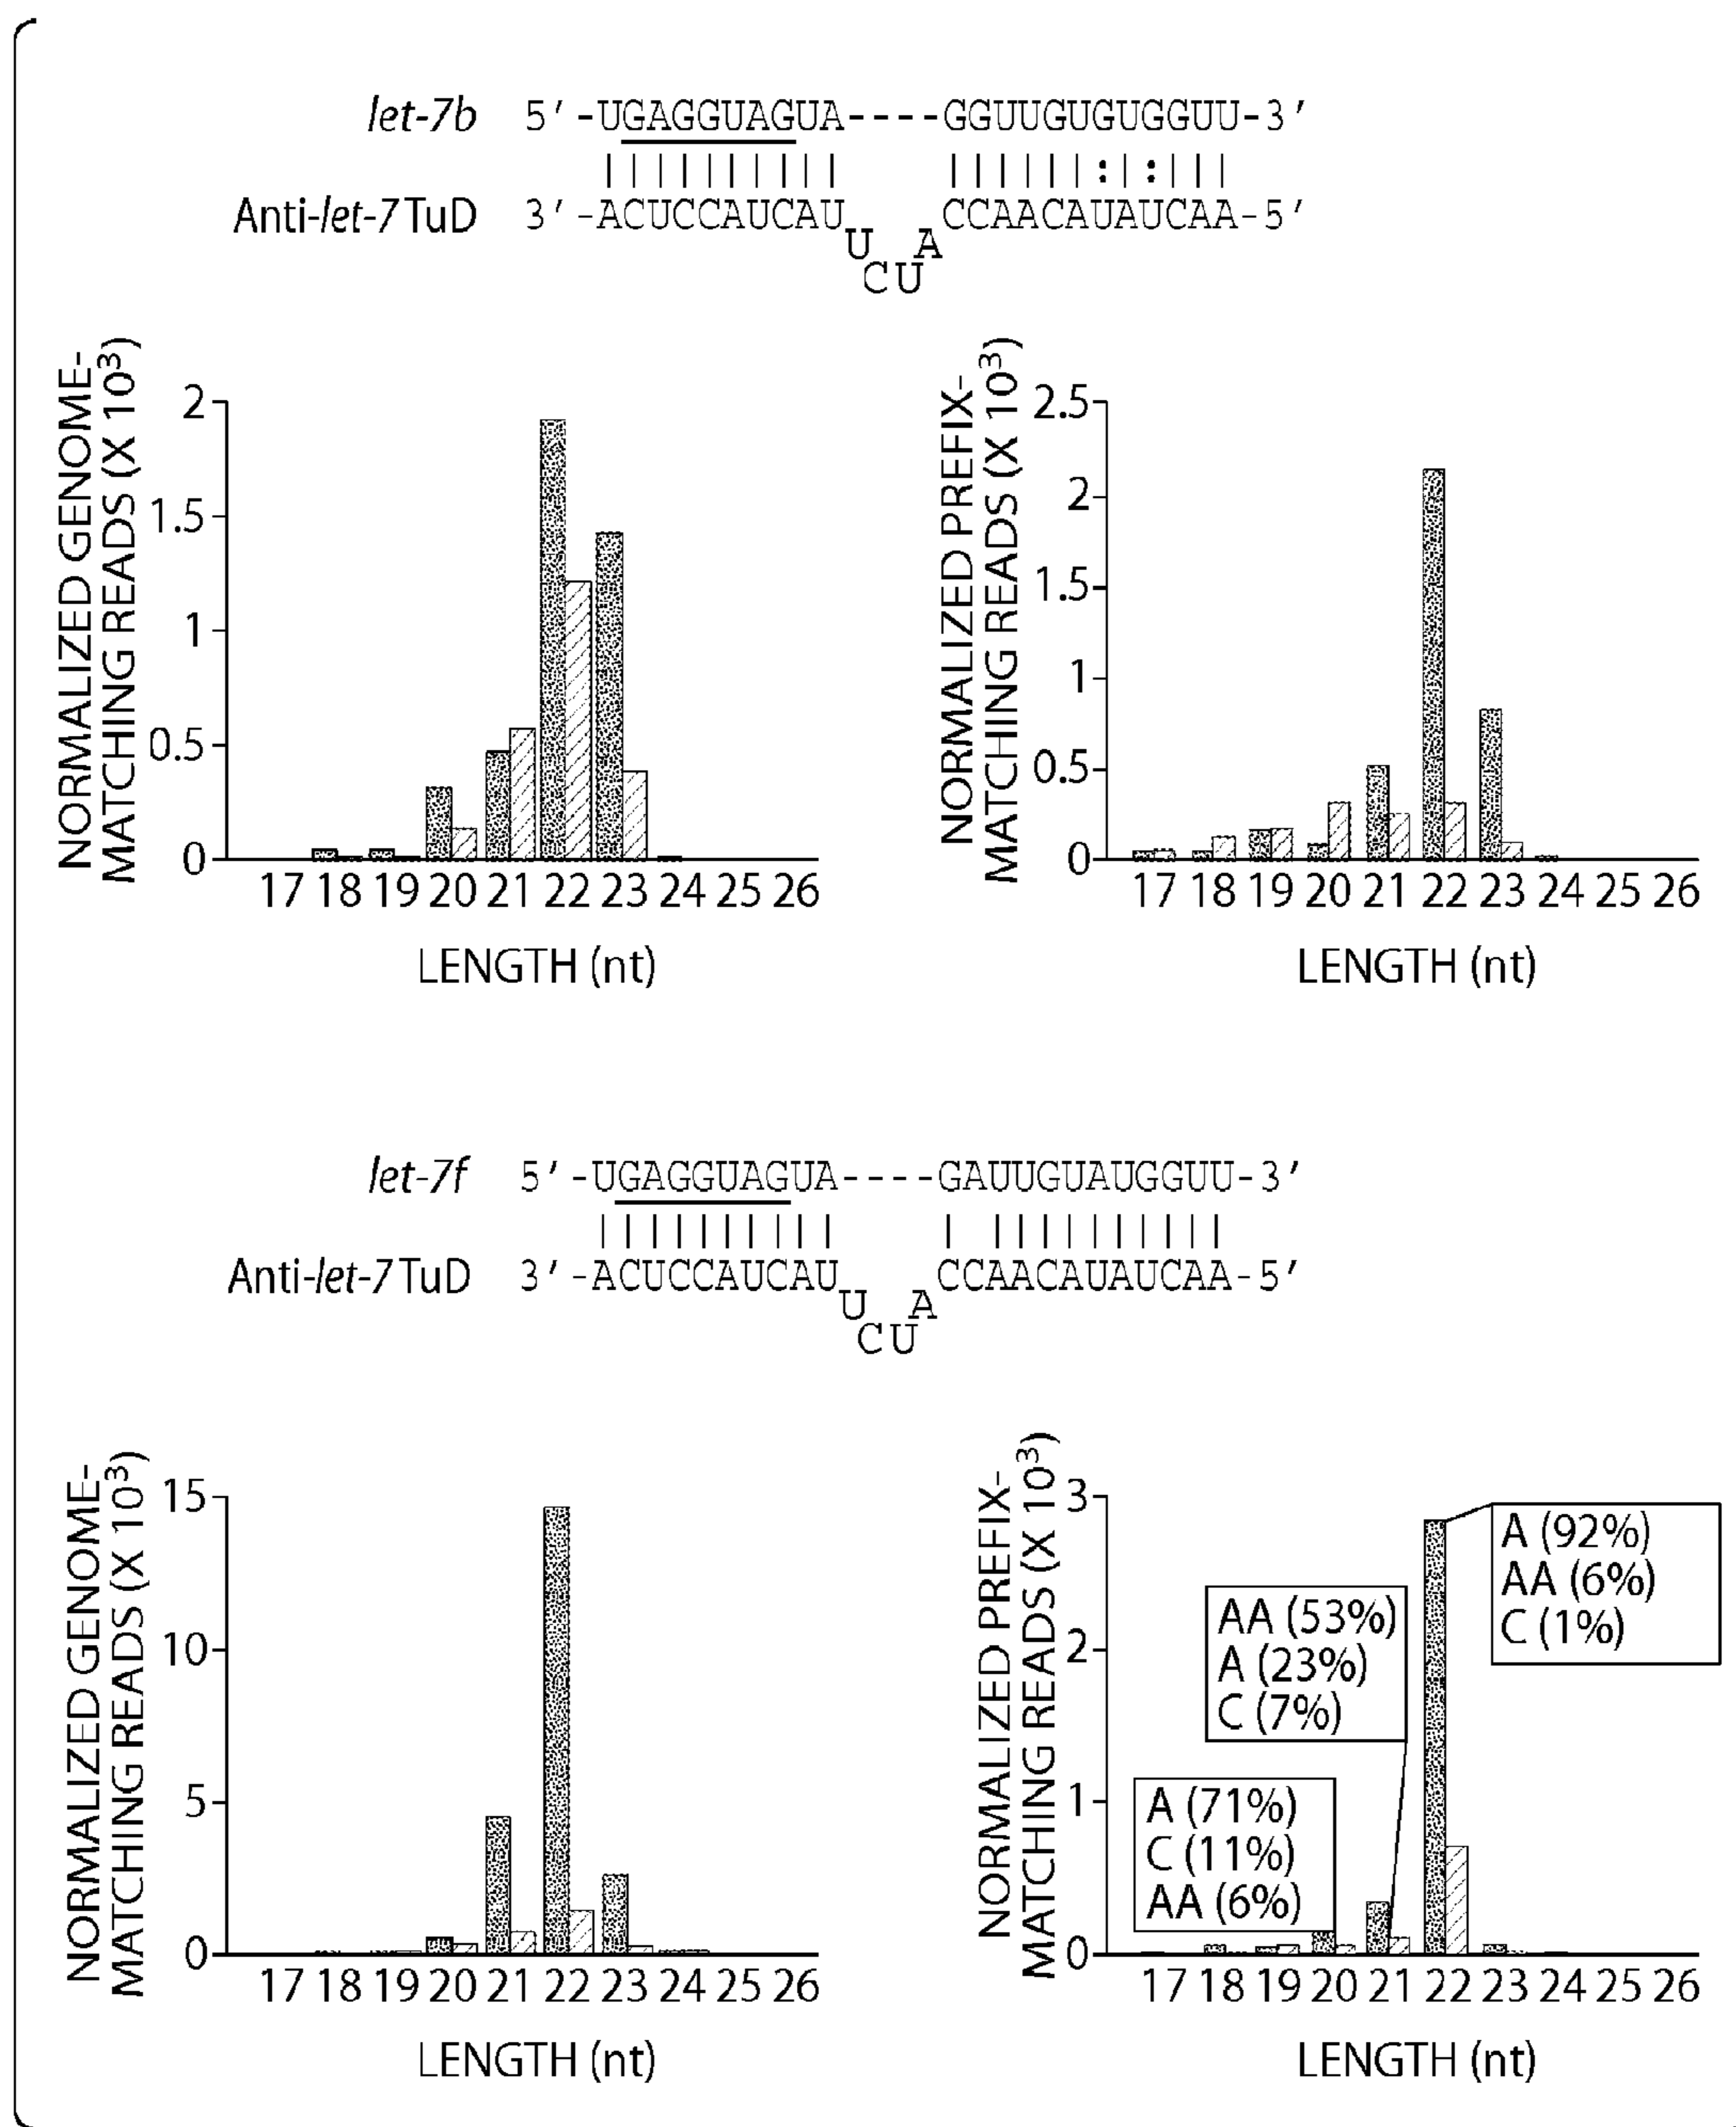 let-7b 5' -UGAGGUAGUA----GGUUGUGUGGUU-3'
Anti-let-7 TuD 3' -ACUCCAUCAU CCAACAUAUCAA-5'
U A
CU
NORMALIZED GENOME-
MATCHING READS (X 10³)
2
1.5
1
0.5
0
17 18 19 20 21 22 23 24 25 26
LENGTH (nt)
NORMALIZED PREFIX-
MATCHING READS (X 10³)
2.5
2
1.5
1
0.5
0
17 18 19 20 21 22 23 24 25 26
LENGTH (nt)
let-7f 5' -UGAGGUAGUA----GAUUGUAUGGUU-3'
Anti-let-7 TuD 3' -ACUCCAUCAU CCAACAUAUCAA-5'
U A
CU
NORMALIZED GENOME-
MATCHING READS (X 10³)
15
10
5
0
17 18 19 20 21 22 23 24 25 26
LENGTH (nt)
NORMALIZED PREFIX-
MATCHING READS (X 10³)
3
2
1
0
A (92%)
AA (6%)
C (1%)
AA (53%)
A (23%)
C (7%)
A (71%)
C (11%)
AA (6%)
17 18 19 20 21 22 23 24 25 26
LENGTH (nt)